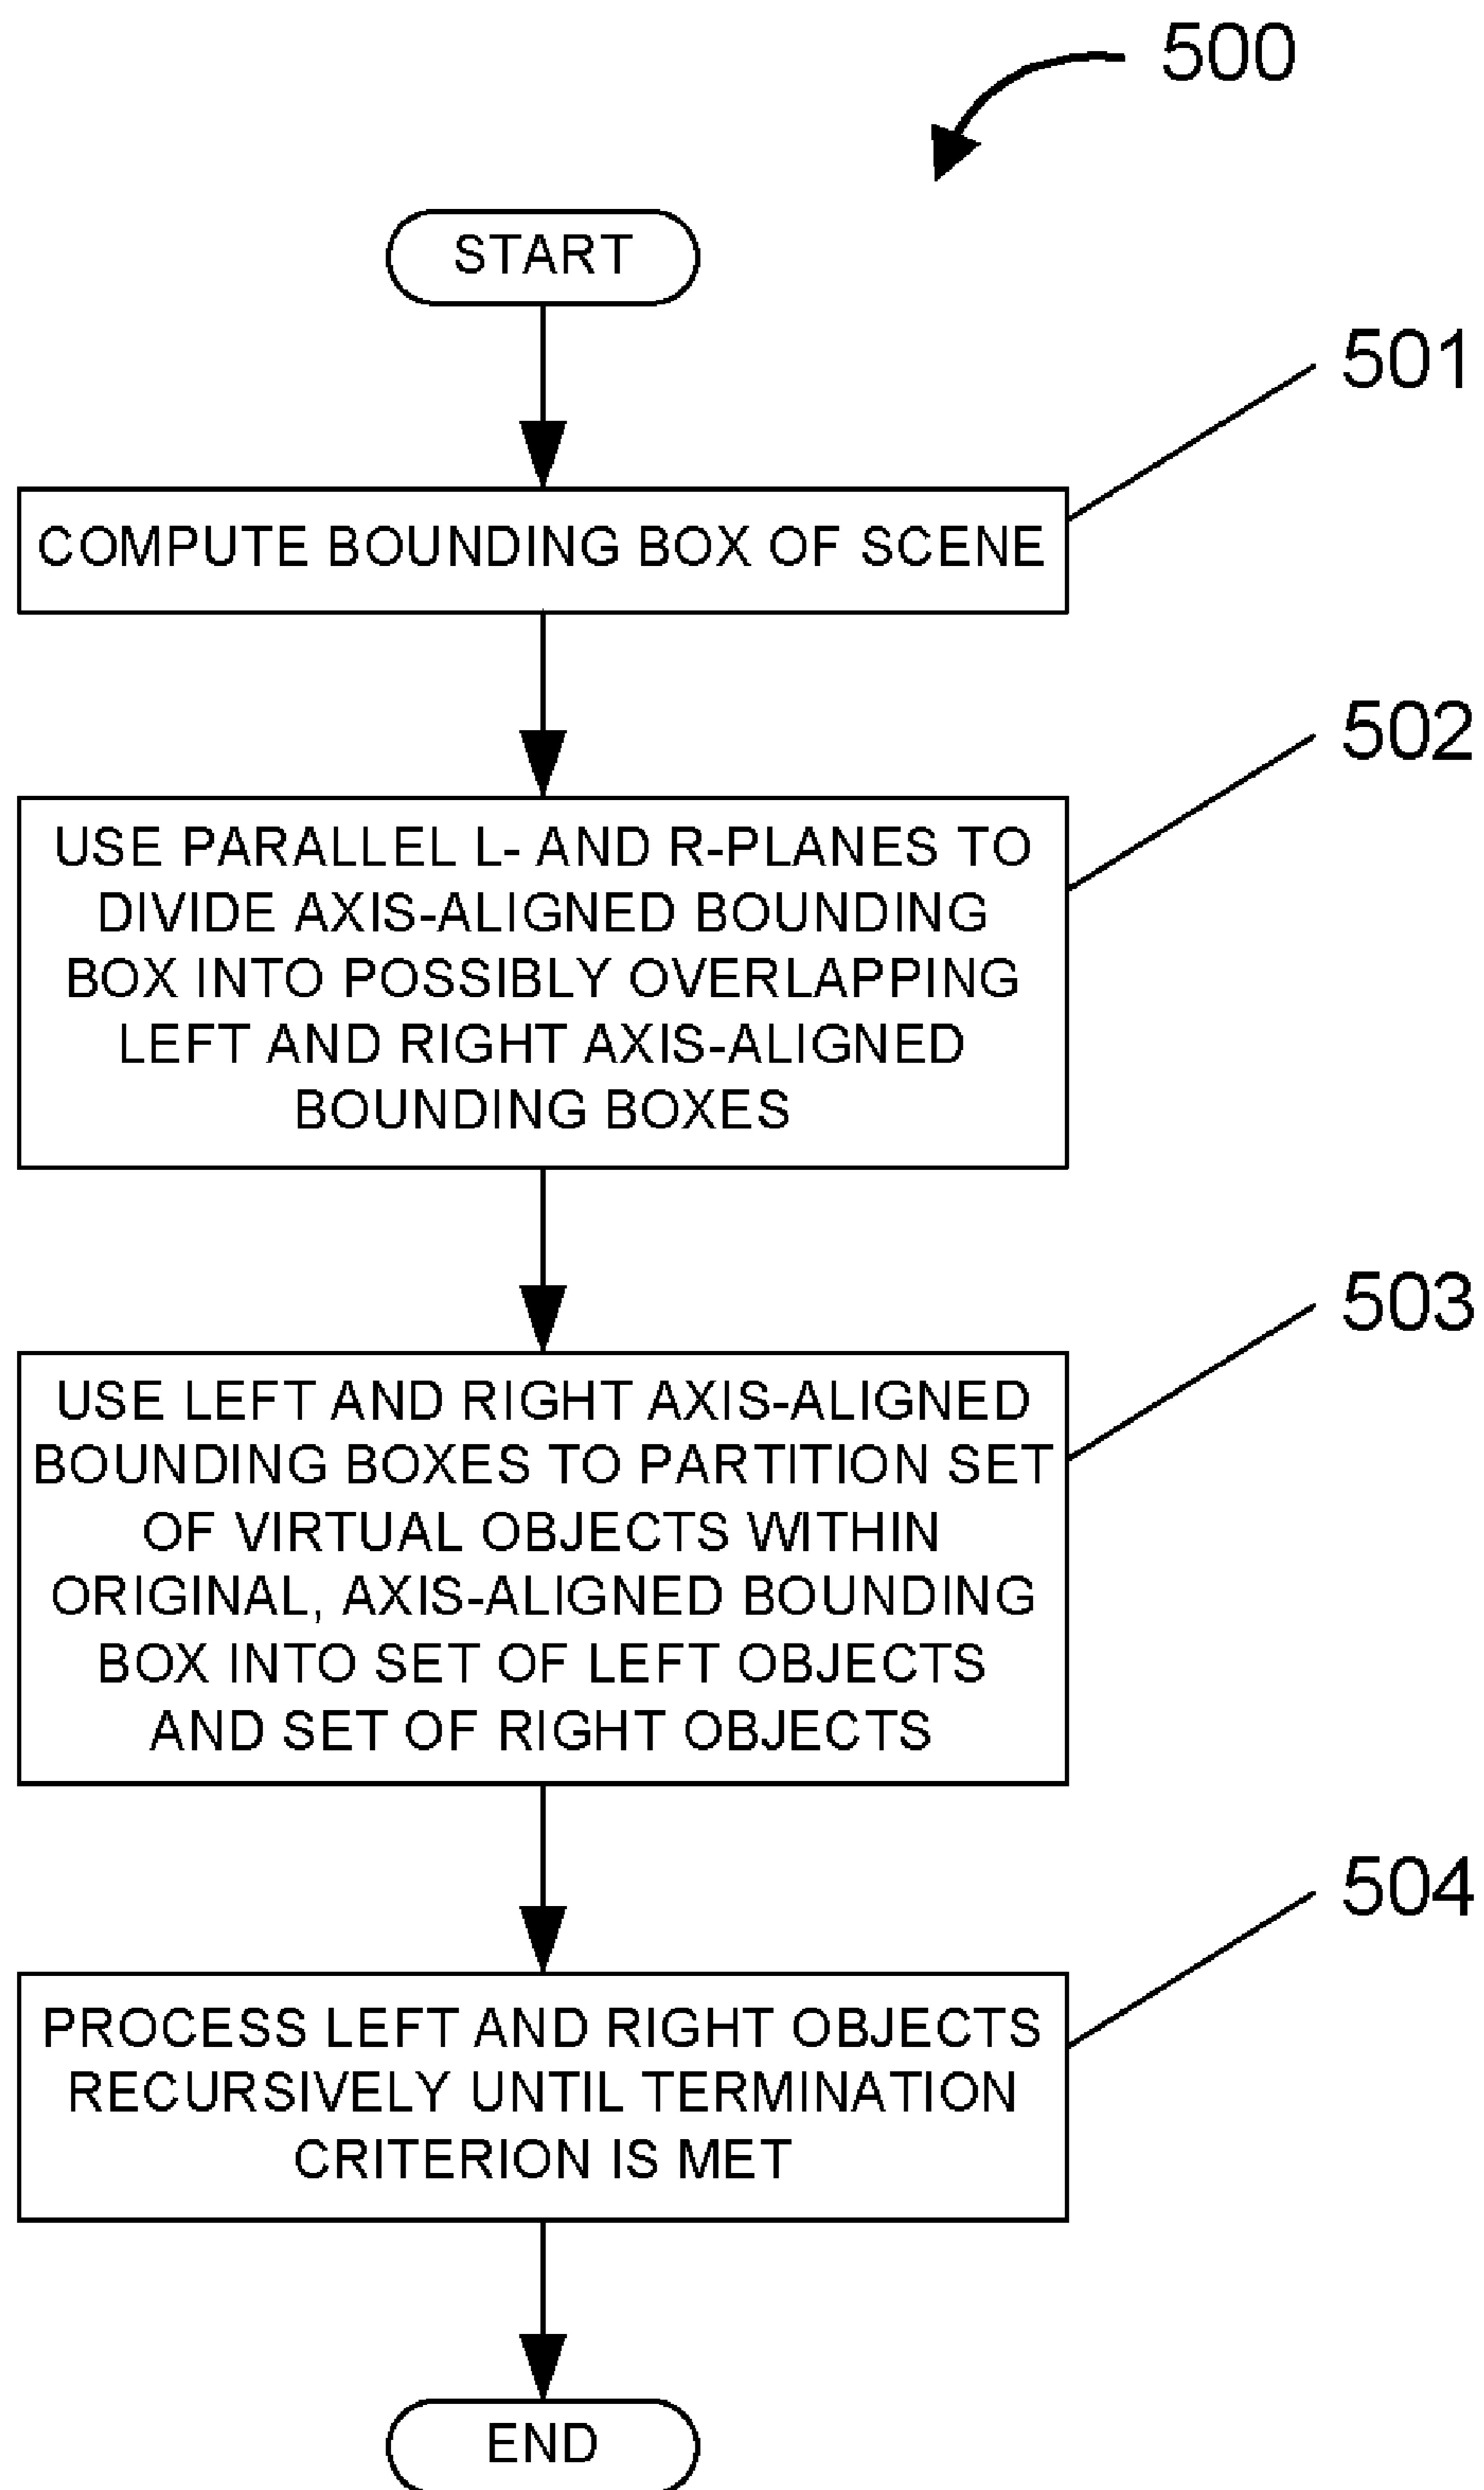 500
START
501
COMPUTE BOUNDING BOX OF SCENE
502
USE PARALLEL L- AND R-PLANES TO
DIVIDE AXIS-ALIGNED BOUNDING
BOX INTO POSSIBLY OVERLAPPING
LEFT AND RIGHT AXIS-ALIGNED
BOUNDING BOXES
503
USE LEFT AND RIGHT AXIS-ALIGNED
BOUNDING BOXES TO PARTITION SET
OF VIRTUAL OBJECTS WITHIN
ORIGINAL, AXIS-ALIGNED BOUNDING
BOX INTO SET OF LEFT OBJECTS
AND SET OF RIGHT OBJECTS
504
PROCESS LEFT AND RIGHT OBJECTS
RECURSIVELY UNTIL TERMINATION
CRITERION IS MET
END